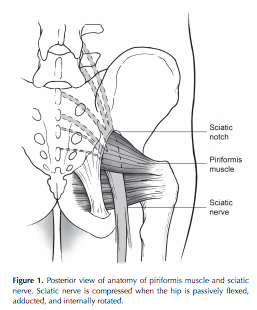 Sciatic
notch
Piriformis
muscle
Sciatic
nerve
Figure 1. Posterior view of anatomy of piriformis muscle and sciatic
nerve. Sciatic nerve is compressed when the hip is passively flexed,
adducted, and internally rotated.